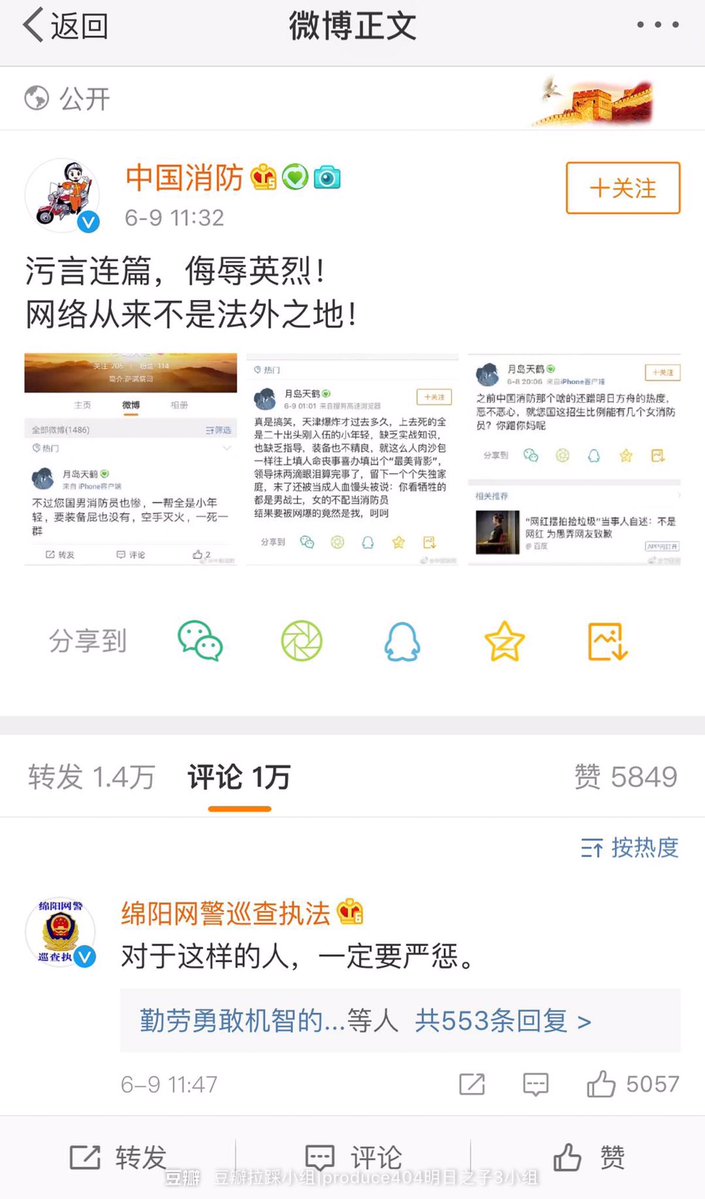 返回
微博正文
公开
中国消防
6-9 11:32
+关注
污言连篇，侮辱英烈！
网络从来不是法外之地！
关注 205 粉丝 114
主页 微博 相册
全部微博(1486)
筛选
热门
月岛天鹤
来自 iPhone客户端
不过您国男消防员也惨，一帮全是小年
轻，要装备屁也没有，空手灭火，一死一
群
转发 评论 2
热门
月岛天鹤
6-09 01:01 来自搜狗高速浏览器
+关注
真是搞笑，天津爆炸才过去多久，上去死的全
是二十出头刚入伍的小年轻，缺乏实战知识，
也缺乏指导，装备也不精良，就这么人肉沙包
一样往上填人命丧事喜办填出个“最美背影”，
领导抹两滴眼泪算完事了，留下一个个失独家
庭，末了还被当成人血馒头被说：你看牺牲的
都是男战士，女的不配当消防员
结果要被网爆的竟然是我，呵呵
分享到
月岛天鹤
6-8 20:06 来自iPhone客户端
+关注
之前中国消防那个啥的还蹭明日方舟的热度，
恶不恶心，就您国这招生比例能有几个女消防
员？你蹭你妈呢
分享到
相关推荐
“网红摆拍捡垃圾”当事人自述：不是
网红 为愚弄网友致歉
@ 百度
APP内打开
分享到
转发 1.4万
评论 1万
赞 5849
按热度
绵阳网警
巡查执
绵阳网警巡查执法
对于这样的人，一定要严惩。
勤劳勇敢机智的...等人 共553条回复 >
6-9 11:47
5057
转发
评论
赞
豆瓣 豆瓣拉踩小组|produce404明日之子3小组